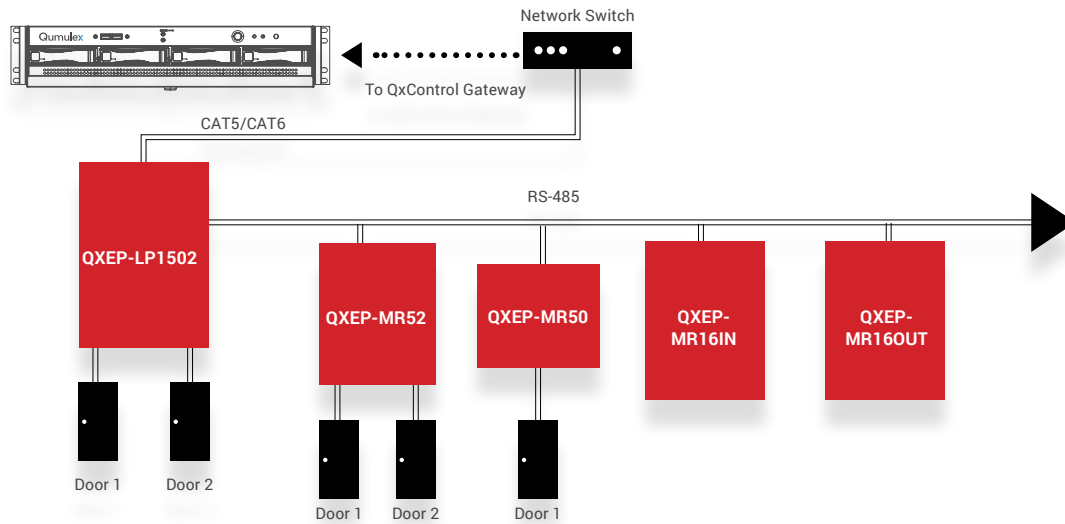 Network Switch
Qumulex
To QxControl Gateway
CAT5/CAT6
RS-485
QXEP-LP1502
QXEP-MR52
QXEP-MR50
QXEP-
MR16IN
QXEP-
MR16OUT
Door 1
Door 2
Door 1
Door 2
Door 1